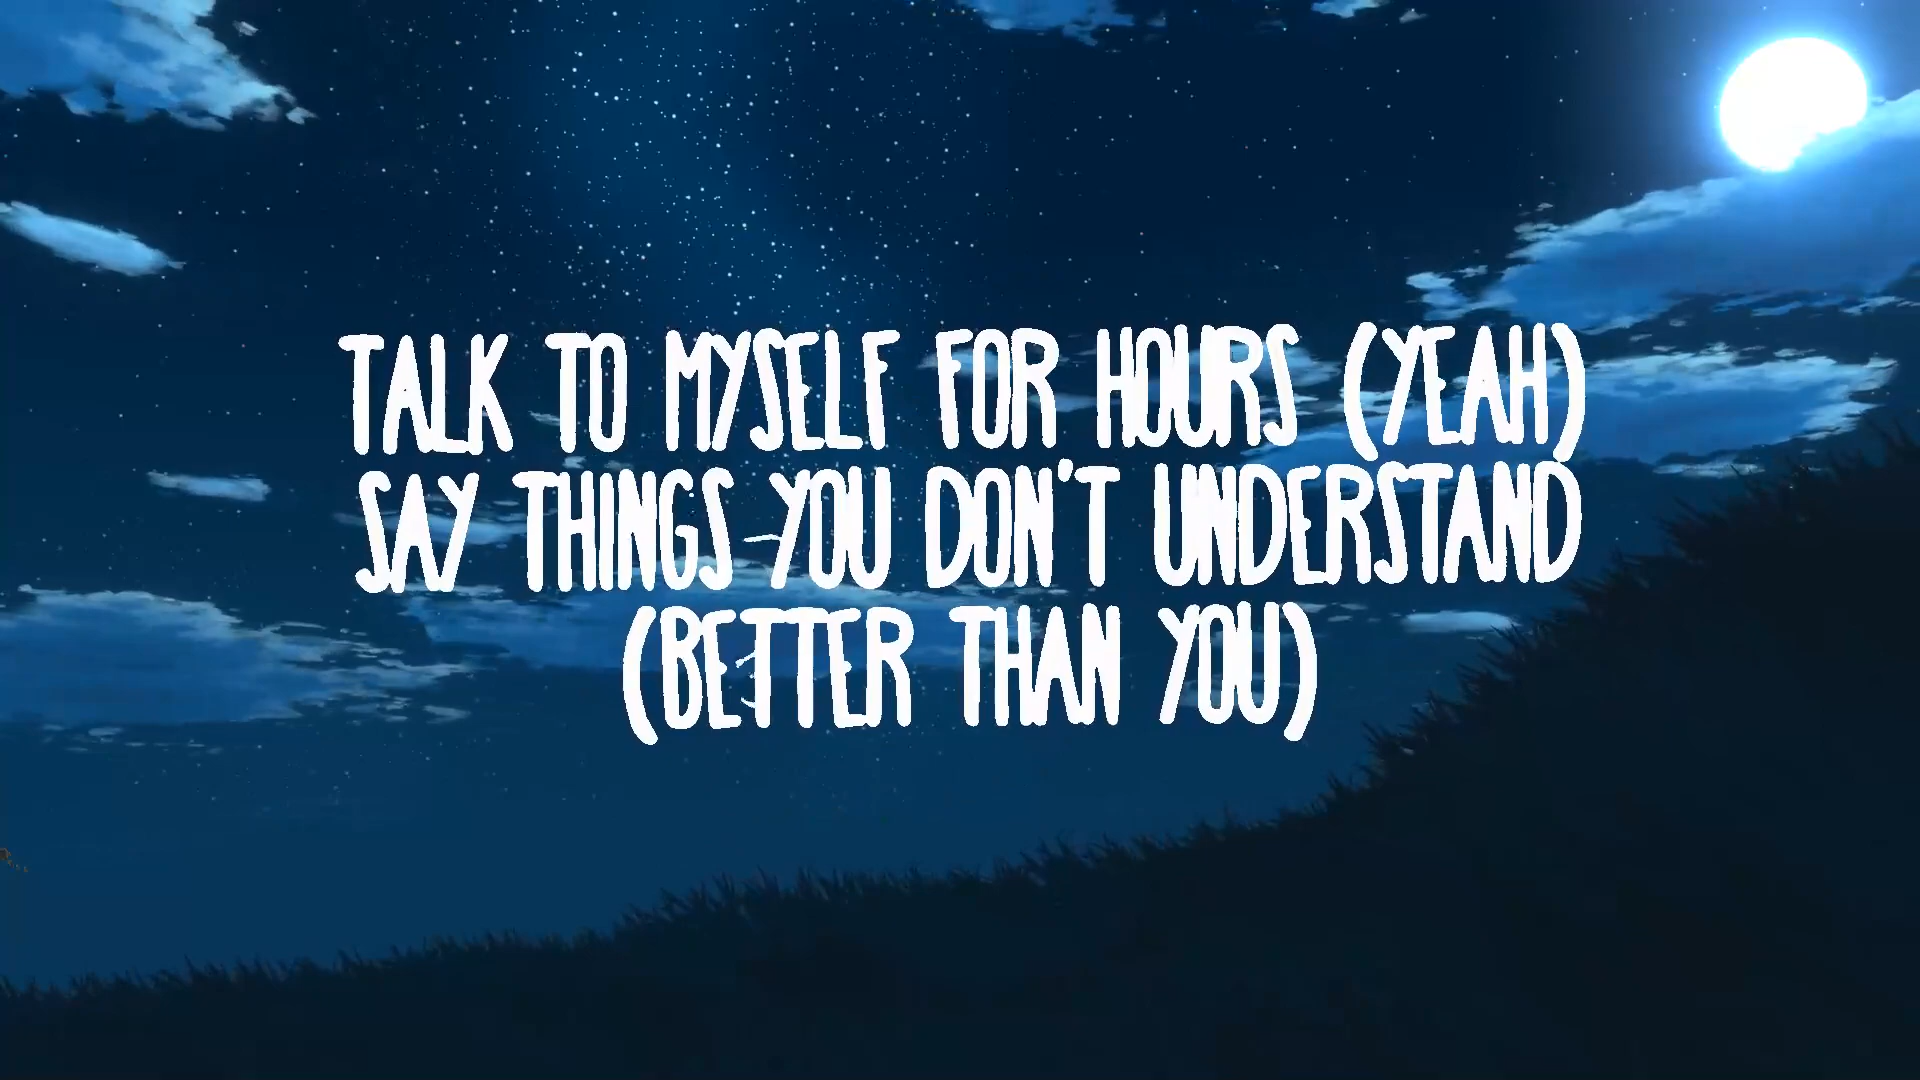 TALK TO MYSELF FOR HOURS (YEAH)
SAY THINGS YOU DON'T UNDERSTAND
(BETTER THAN YOU)